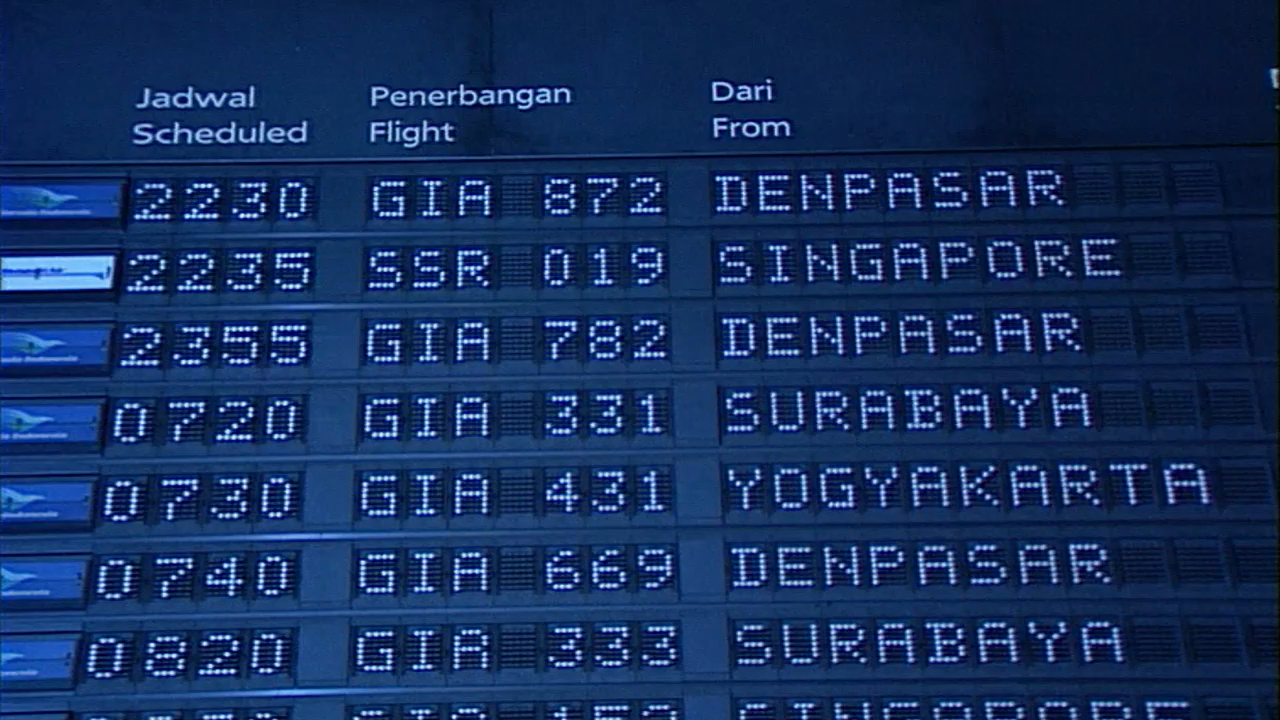 Jadwal Penerbangan Dari
Scheduled Flight From
2230 GIA 872 DENPASAR
2235 SSR 019 SINGAPORE
2355 GIA 782 DENPASAR
0720 GIA 331 SURABAYA
0730 GIA 431 YOGYAKARTA
0740 GIA 669 DENPASAR
0820 GIA 333 SURABAYA
SINGAPORE